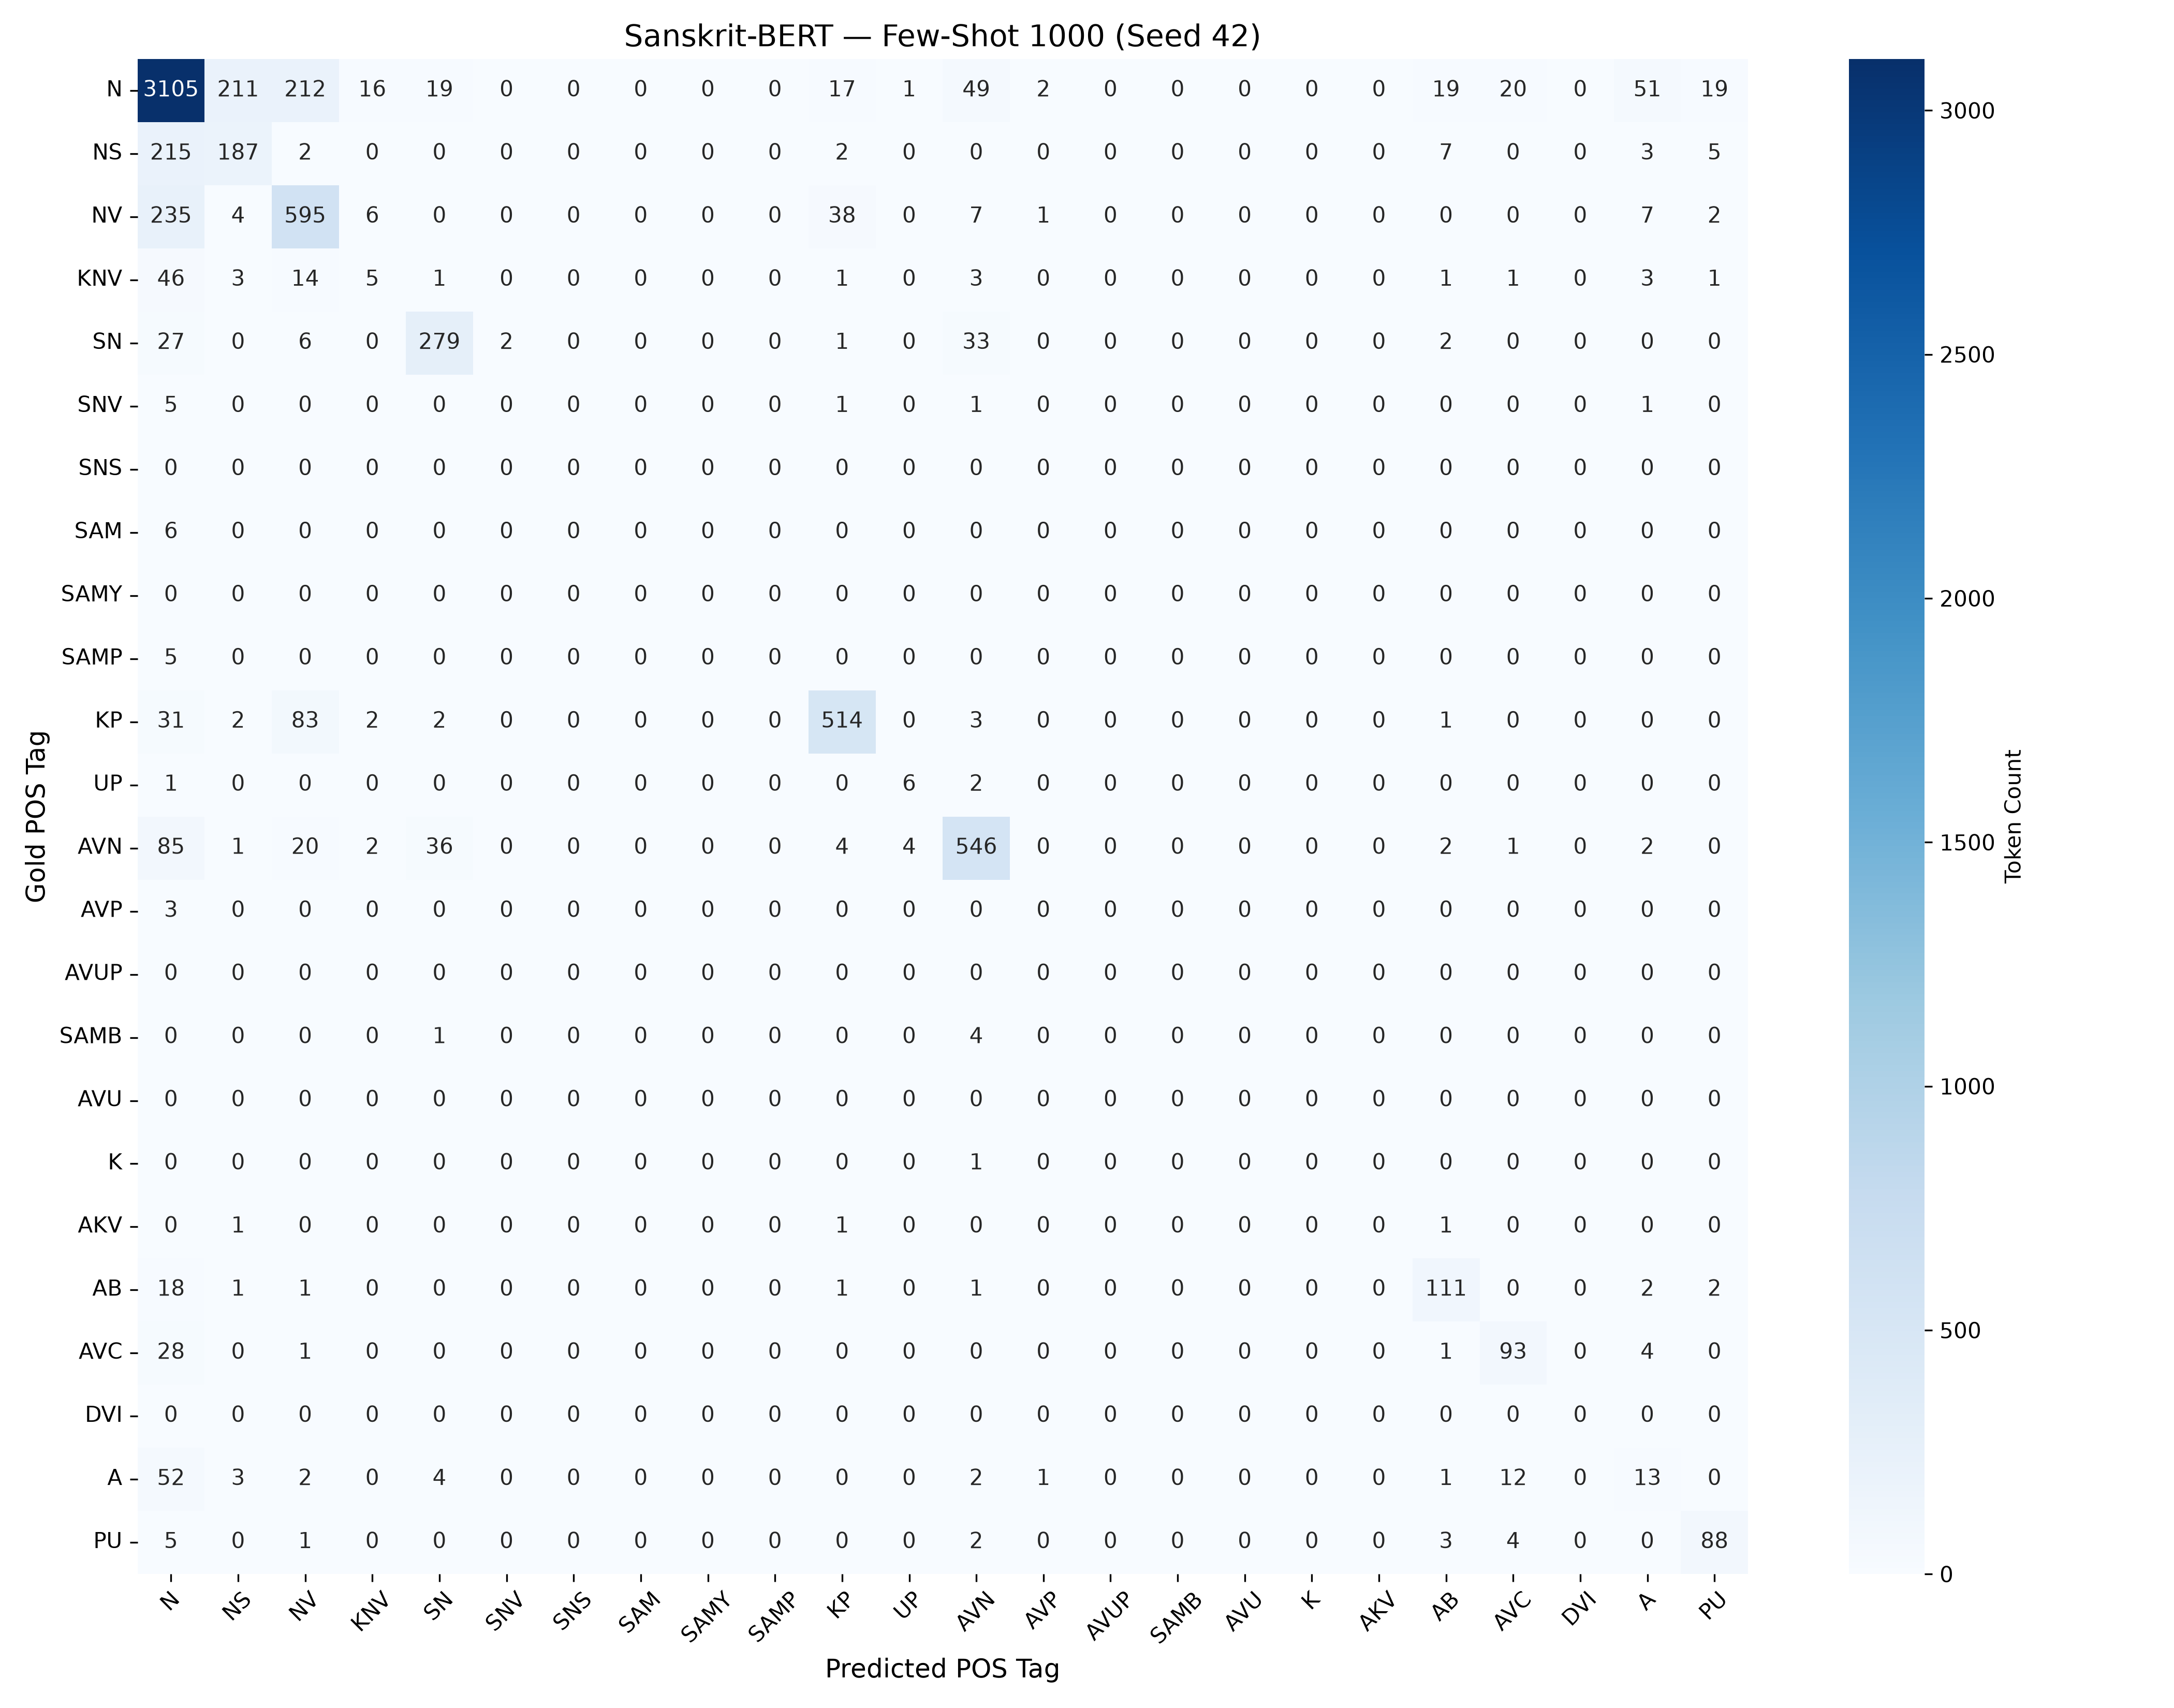 Sanskrit-BERT — Few-Shot 1000 (Seed 42)
N 3105 211 212 16 19 0 0 0 0 0 17 1 49 2 0 0 0 0 0 19 20 0 51 19
NS 215 187 2 0 0 0 0 0 0 0 2 0 0 0 0 0 0 0 0 7 0 0 3 5
NV 235 4 595 6 0 0 0 0 0 0 38 0 7 1 0 0 0 0 0 0 0 0 7 2
KNV 46 3 14 5 1 0 0 0 0 0 1 0 3 0 0 0 0 0 0 1 1 0 3 1
SN 27 0 6 0 279 2 0 0 0 0 1 0 33 0 0 0 0 0 0 2 0 0 0 0
SNV 5 0 0 0 0 0 0 0 0 0 1 0 1 0 0 0 0 0 0 0 0 0 1 0
SNS 0 0 0 0 0 0 0 0 0 0 0 0 0 0 0 0 0 0 0 0 0 0 0 0
SAM 6 0 0 0 0 0 0 0 0 0 0 0 0 0 0 0 0 0 0 0 0 0 0 0
SAMY 0 0 0 0 0 0 0 0 0 0 0 0 0 0 0 0 0 0 0 0 0 0 0 0
SAMP 5 0 0 0 0 0 0 0 0 0 0 0 0 0 0 0 0 0 0 0 0 0 0 0
KP 31 2 83 2 2 0 0 0 0 0 514 0 3 0 0 0 0 0 0 1 0 0 0 0
UP 1 0 0 0 0 0 0 0 0 0 0 6 2 0 0 0 0 0 0 0 0 0 0 0
AVN 85 1 20 2 36 0 0 0 0 0 4 4 546 0 0 0 0 0 0 2 1 0 2 0
AVP 3 0 0 0 0 0 0 0 0 0 0 0 0 0 0 0 0 0 0 0 0 0 0 0
AVUP 0 0 0 0 0 0 0 0 0 0 0 0 0 0 0 0 0 0 0 0 0 0 0 0
SAMB 0 0 0 0 1 0 0 0 0 0 0 0 4 0 0 0 0 0 0 0 0 0 0 0
AVU 0 0 0 0 0 0 0 0 0 0 0 0 0 0 0 0 0 0 0 0 0 0 0 0
K 0 0 0 0 0 0 0 0 0 0 0 0 1 0 0 0 0 0 0 0 0 0 0 0
AKV 0 1 0 0 0 0 0 0 0 0 1 0 0 0 0 0 0 0 0 1 0 0 0 0
AB 18 1 1 0 0 0 0 0 0 0 1 0 1 0 0 0 0 0 0 111 0 0 2 2
AVC 28 0 1 0 0 0 0 0 0 0 0 0 0 0 0 0 0 0 0 1 93 0 4 0
DVI 0 0 0 0 0 0 0 0 0 0 0 0 0 0 0 0 0 0 0 0 0 0 0 0
A 52 3 2 0 4 0 0 0 0 0 0 0 2 1 0 0 0 0 0 1 12 0 13 0
PU 5 0 1 0 0 0 0 0 0 0 0 0 2 0 0 0 0 0 0 3 4 0 0 88
N NS NV KNV SN SNV SNS SAM SAMY SAMP KP UP AVN AVP AVUP SAMB AVU K AKV AB AVC DVI A PU
Predicted POS Tag
Gold POS Tag
3000
2500
2000
1500
1000
500
0
Token Count